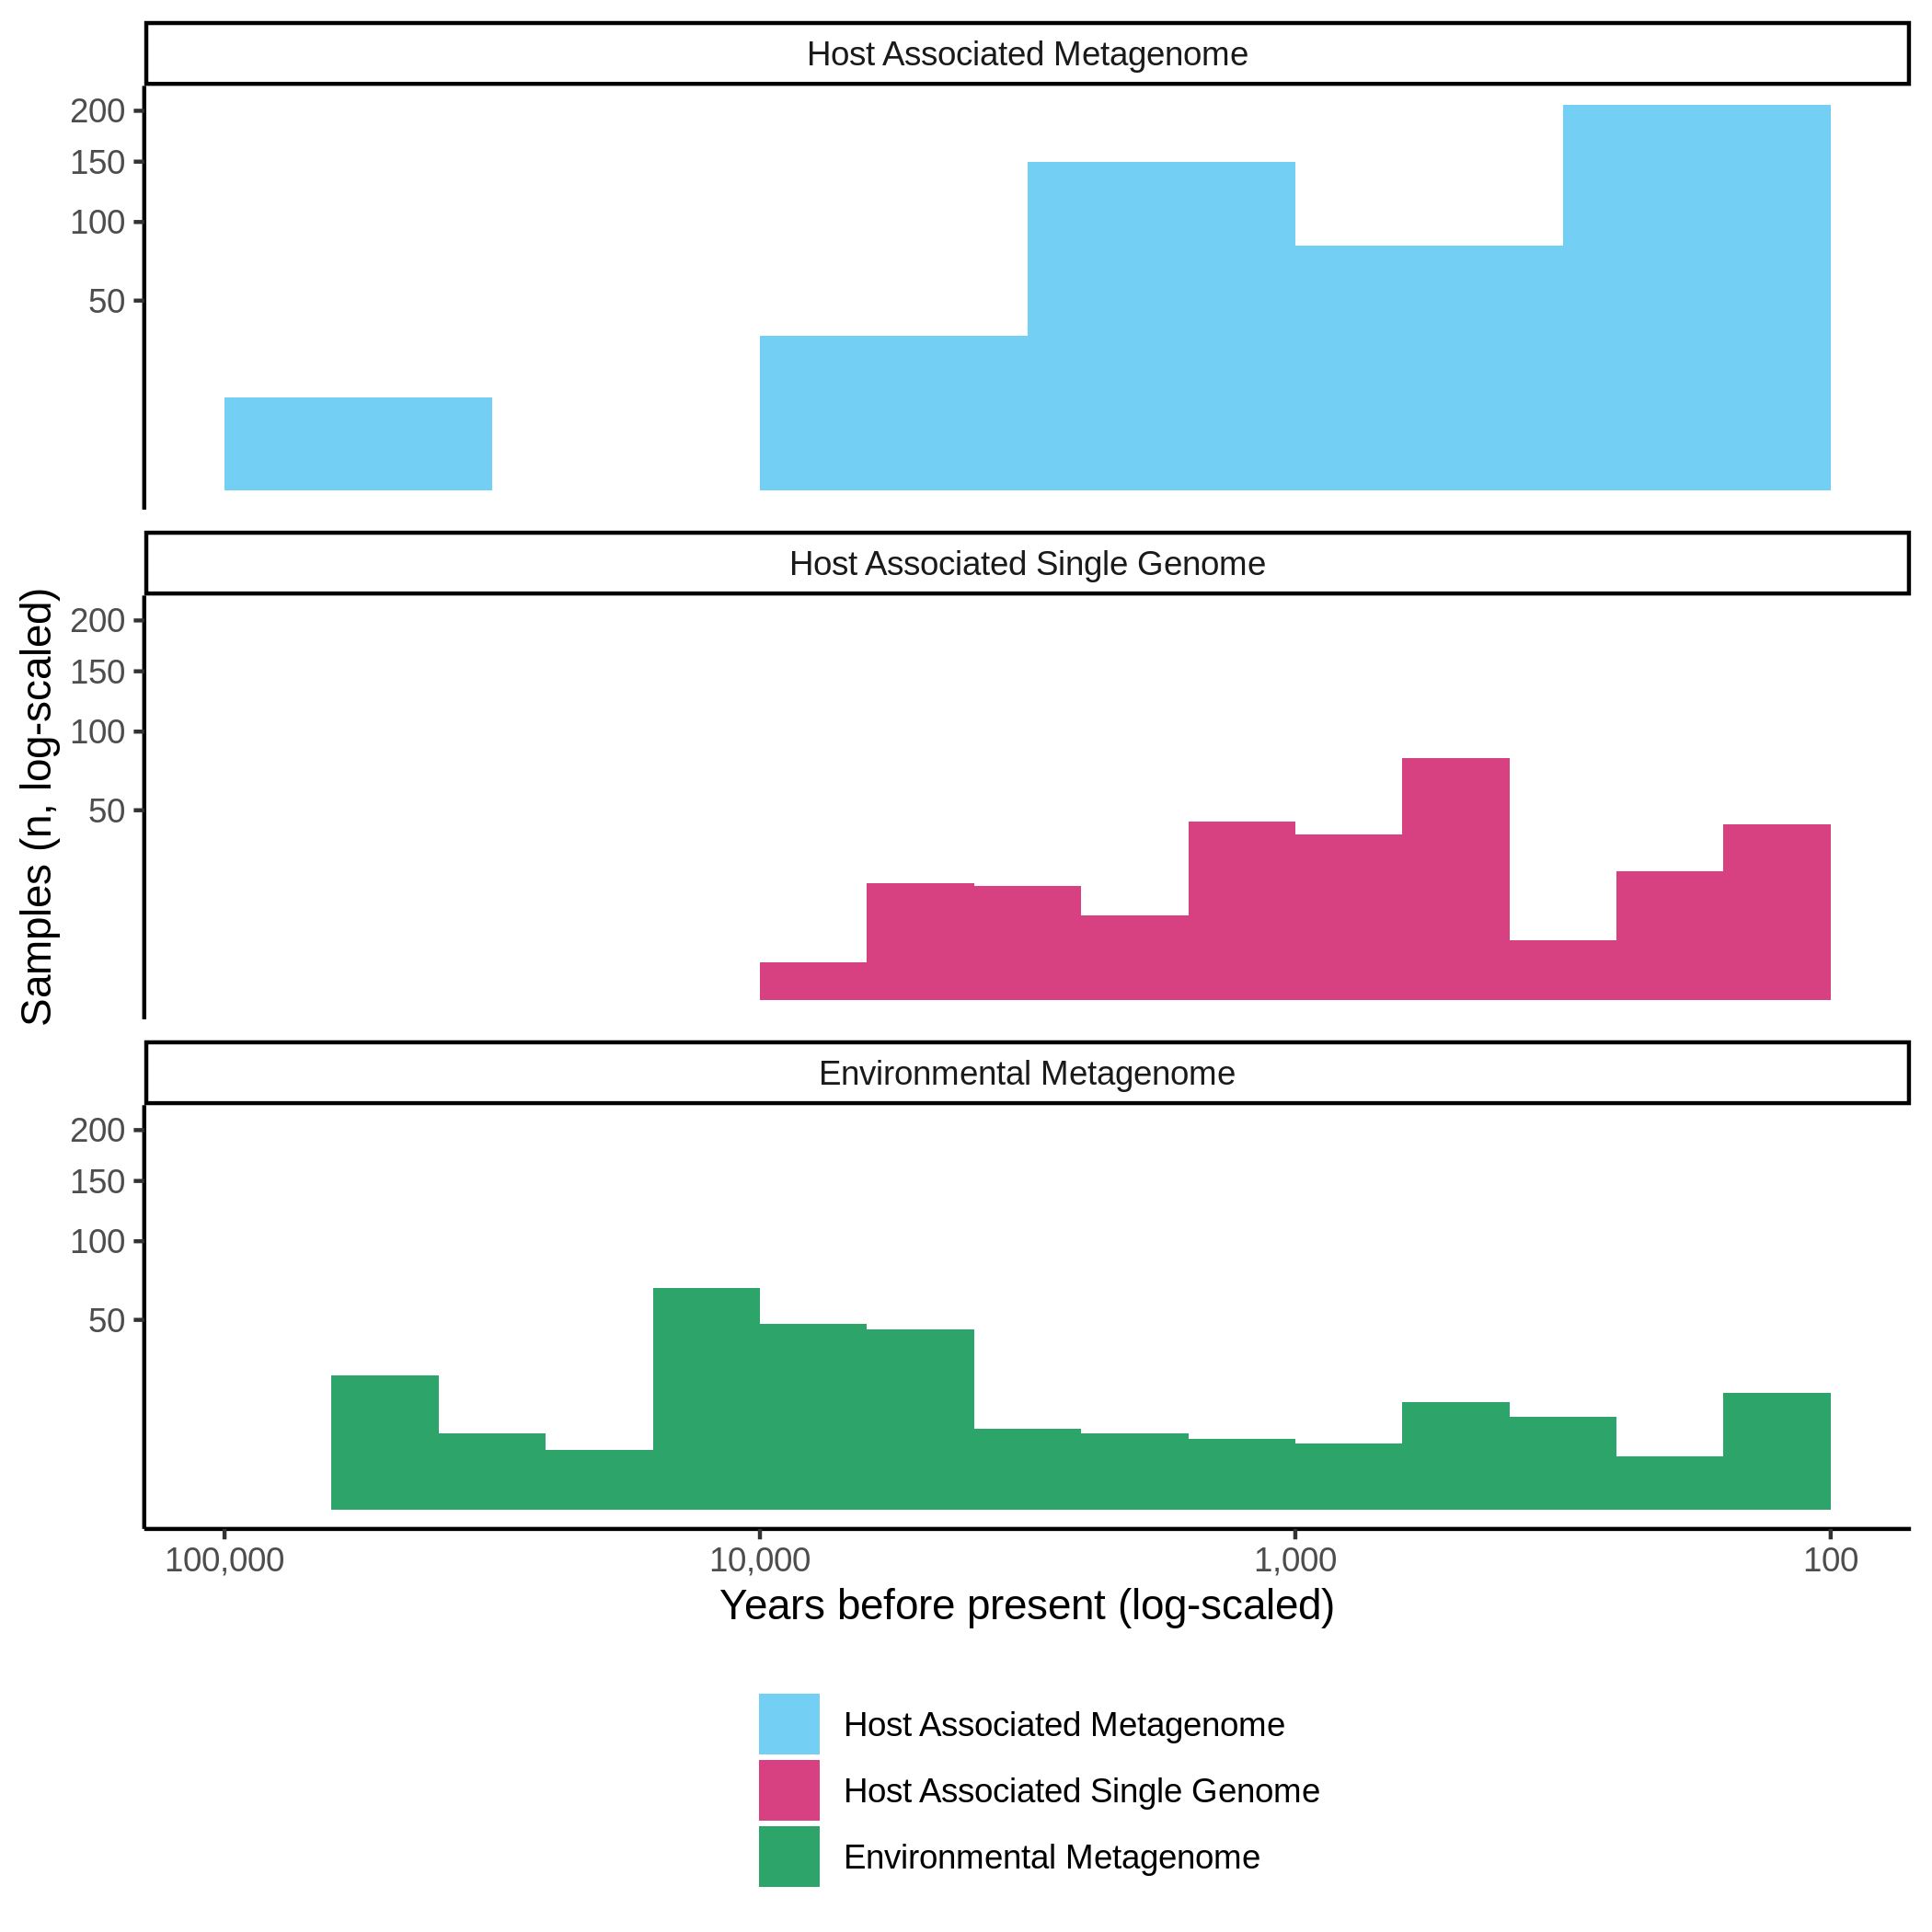 Host Associated Metagenome
200
150
100
50
Host Associated Single Genome
200
150
100
50
Samples (n, log-scaled)
Environmental Metagenome
200
150
100
50
100,000 10,000 1,000 100
Years before present (log-scaled)
Host Associated Metagenome
Host Associated Single Genome
Environmental Metagenome